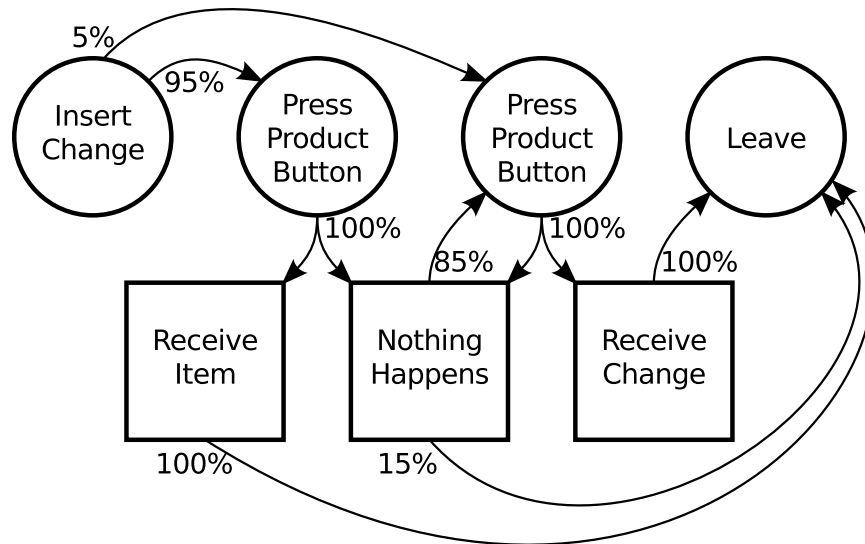 5%
95%
Insert
Change
Press
Product
Button
Press
Product
Button
Leave
100%
100%
85%
100%
Receive
Item
Nothing
Happens
Receive
Change
100%
15%